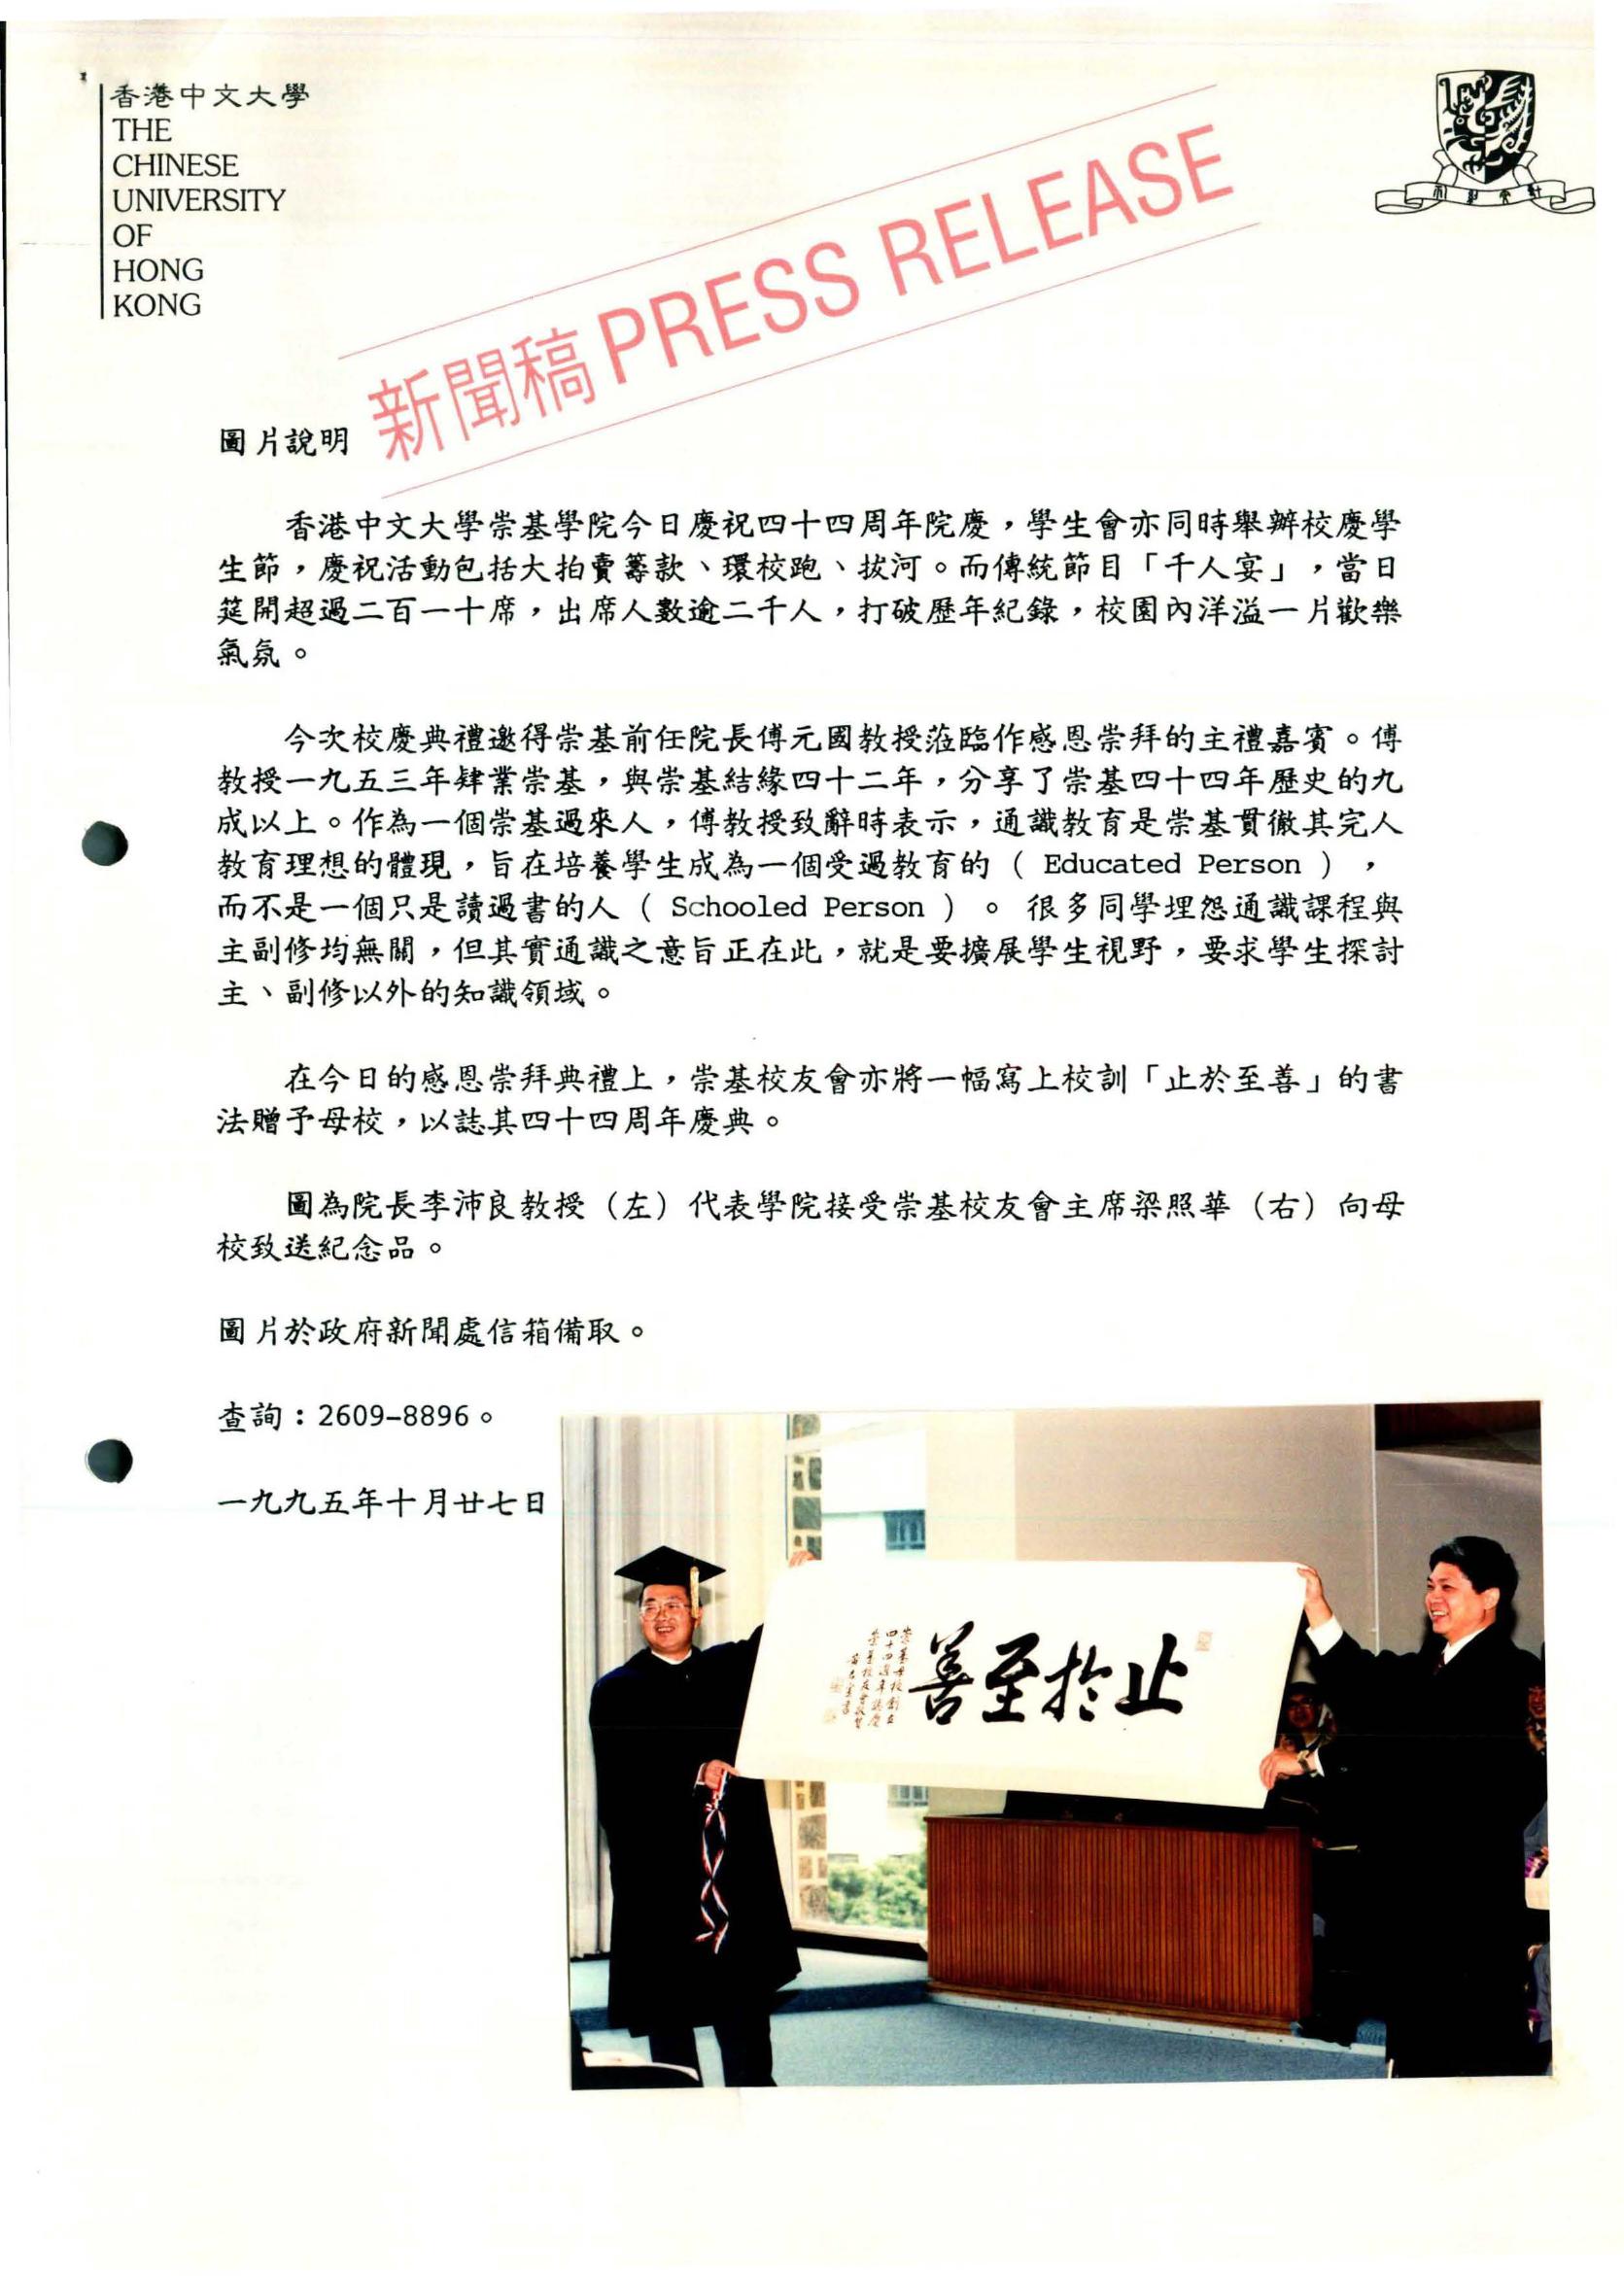 香港中文大學
THE
CHINESE
UNIVERSITY
OF
HONG
KONG
新聞稿 PRESS RELEASE
圖片說明
香港中文大學崇基學院今日慶祝四十四周年院慶，學生會亦同時舉辦校慶學
生節，慶祝活動包括大拍賣籌款、環校跑、拔河。而傳統節目「千人宴」，當日
筵開超過二百一十席，出席人數逾二千人，打破歷年紀錄，校園內洋溢一片歡樂
氣氛。
今次校慶典禮邀得崇基前任院長傅元國教授蒞臨作感恩崇拜的主禮嘉賓。傅
教授一九五三年肄業崇基，與崇基結緣四十二年，分享了崇基四十四年歷史的九
成以上。作為一個崇基過來人，傅教授致辭時表示，通識教育是崇基貫徹其完人
教育理想的體現，旨在培養學生成為一個受過教育的（ Educated Person ），
而不是一個只是讀過書的人（ Schooled Person ）。 很多同學埋怨通識課程與
主副修均無關，但其實通識之意旨正在此，就是要擴展學生視野，要求學生探討
主、副修以外的知識領域。
在今日的感恩崇拜典禮上，崇基校友會亦將一幅寫上校訓「止於至善」的書
法贈予母校，以誌其四十四周年慶典。
圖為院長李沛良教授（左）代表學院接受崇基校友會主席梁照華（右）向母
校致送紀念品。
圖片於政府新聞處信箱備取。
查詢：2609-8896。
一九九五年十月廿七日
止於至善
崇基母校創立
四十四週年誌慶
崇基校友會敬賀